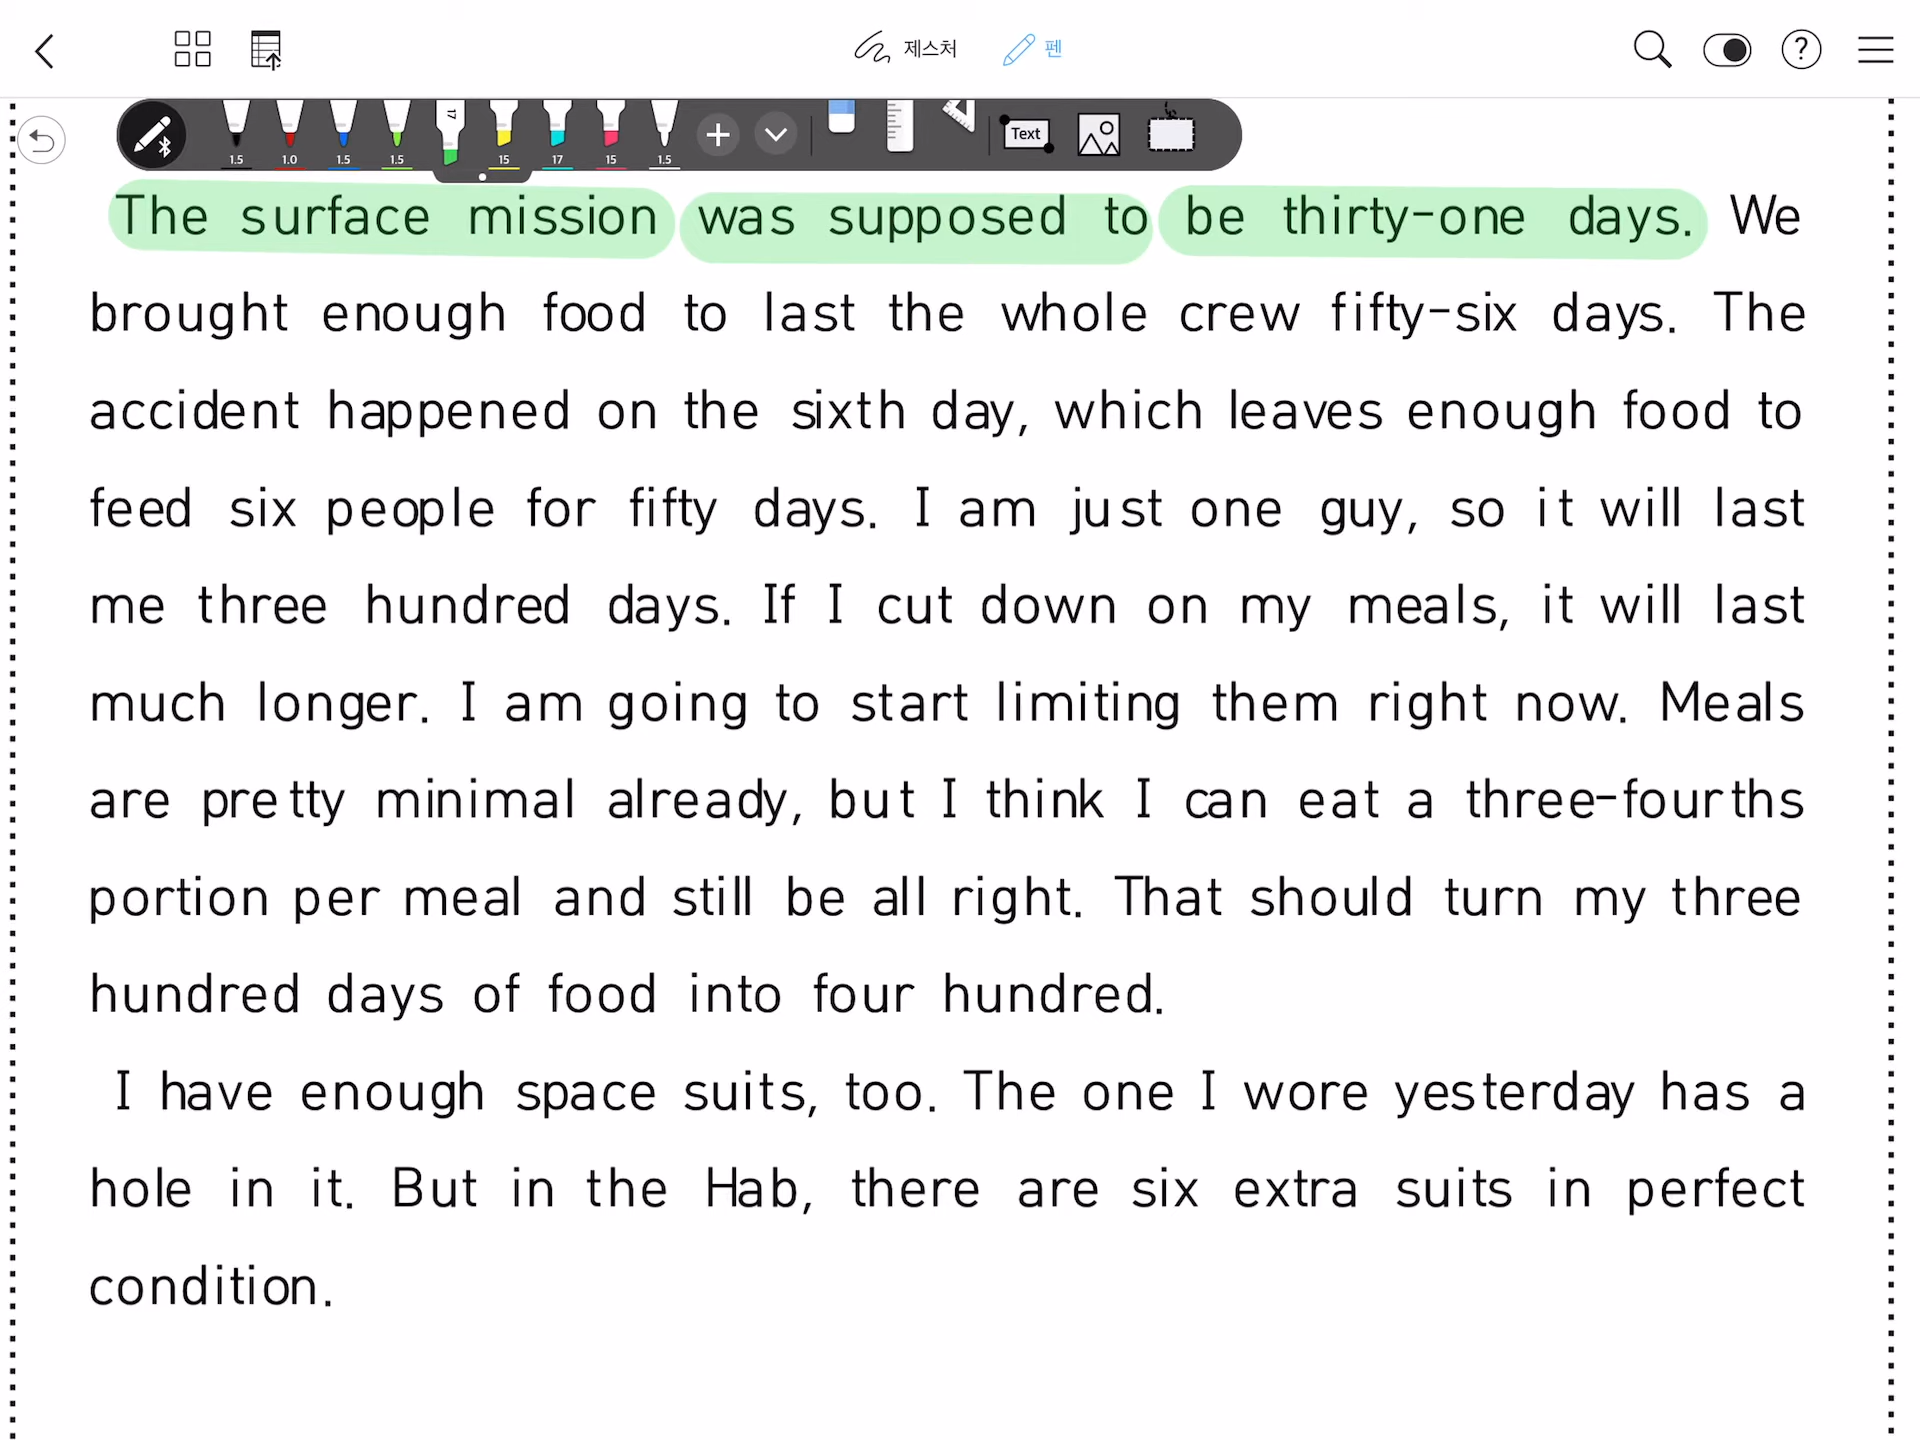 제스처 펜
17
1.5 1.0 1.5 1.5 15 17 15 1.5 Text
The surface mission was supposed to be thirty-one days. We
brought enough food to last the whole crew fifty-six days. The
accident happened on the sixth day, which leaves enough food to
feed six people for fifty days. I am just one guy, so it will last
me three hundred days. If I cut down on my meals, it will last
much longer. I am going to start limiting them right now. Meals
are pretty minimal already, but I think I can eat a three-fourths
portion per meal and still be all right. That should turn my three
hundred days of food into four hundred.
I have enough space suits, too. The one I wore yesterday has a
hole in it. But in the Hab, there are six extra suits in perfect
condition.